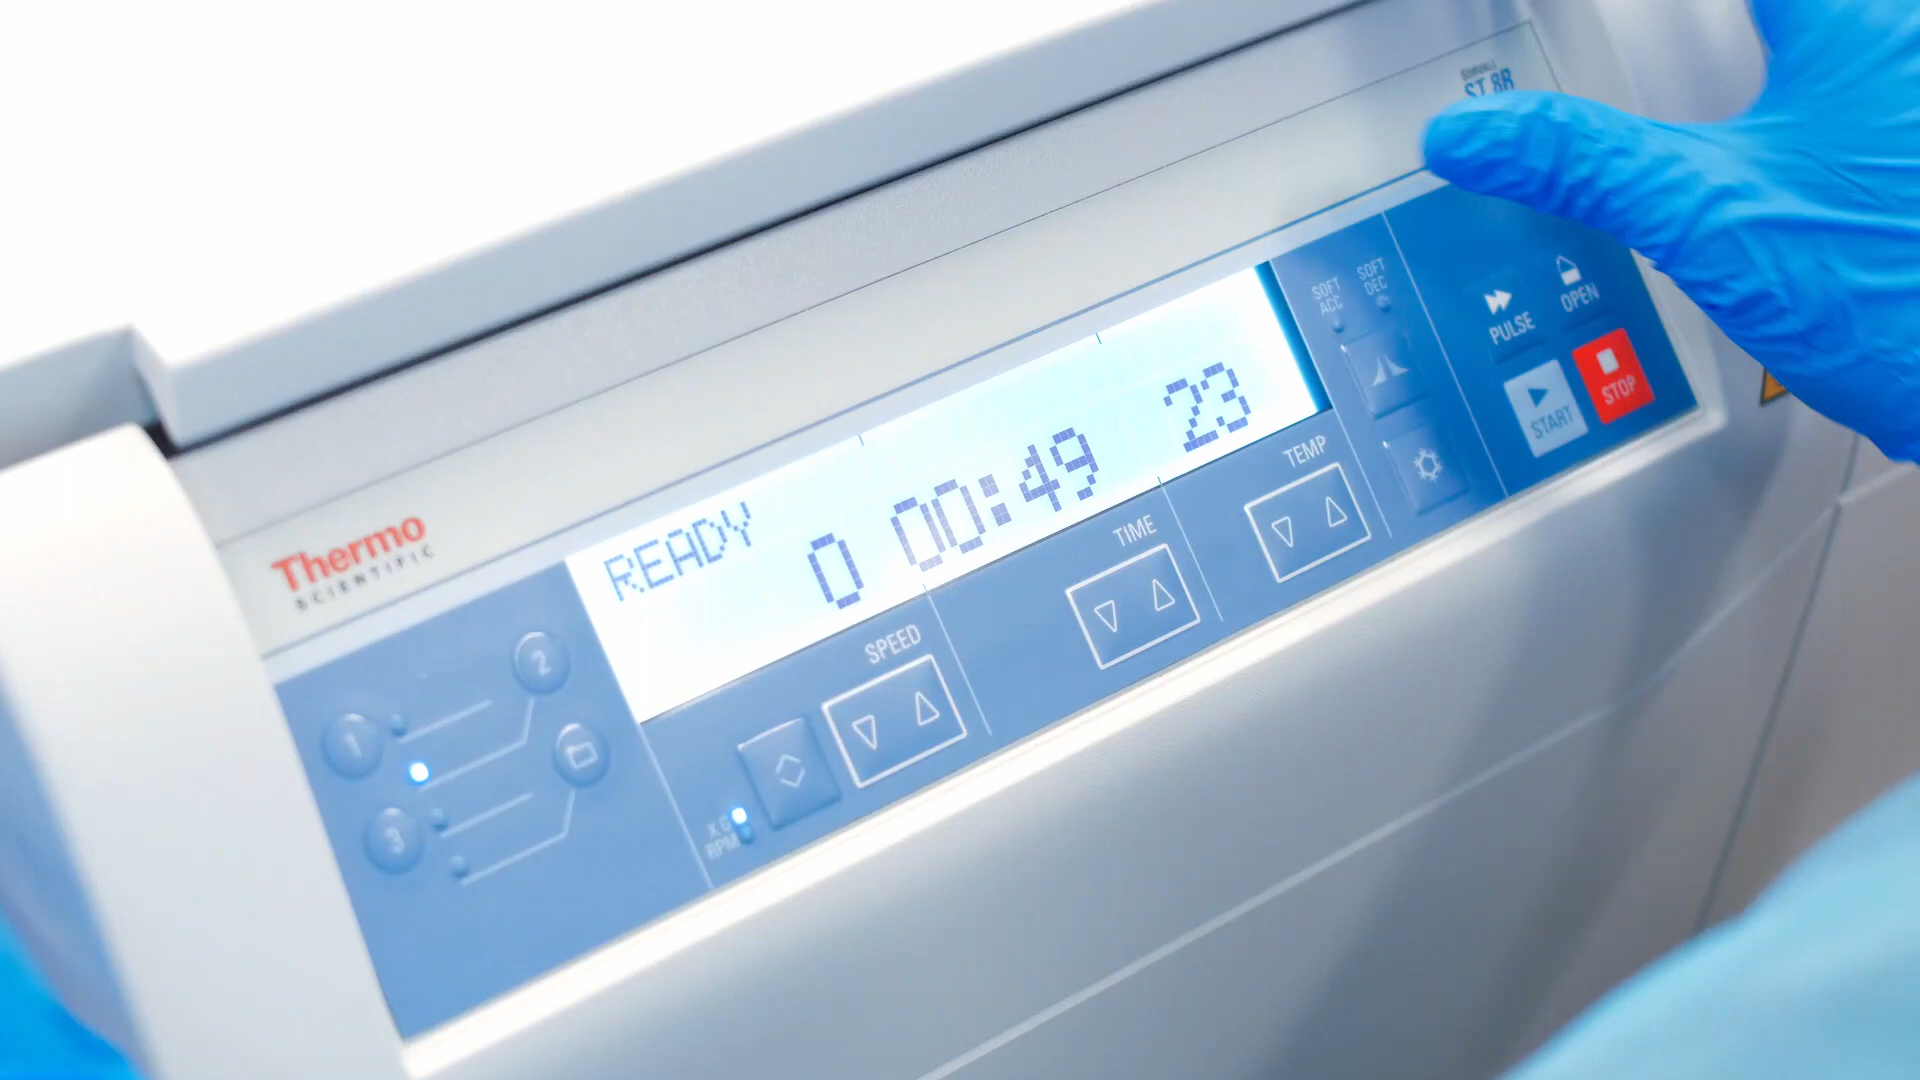 SORVALL
ST 8R
Thermo
SCIENTIFIC
READY
0 00:49 23
SPEED
TIME
TEMP
SOFT
ACC
SOFT
DEC
PULSE
OPEN
START
STOP
1
2
3
X G
RPM